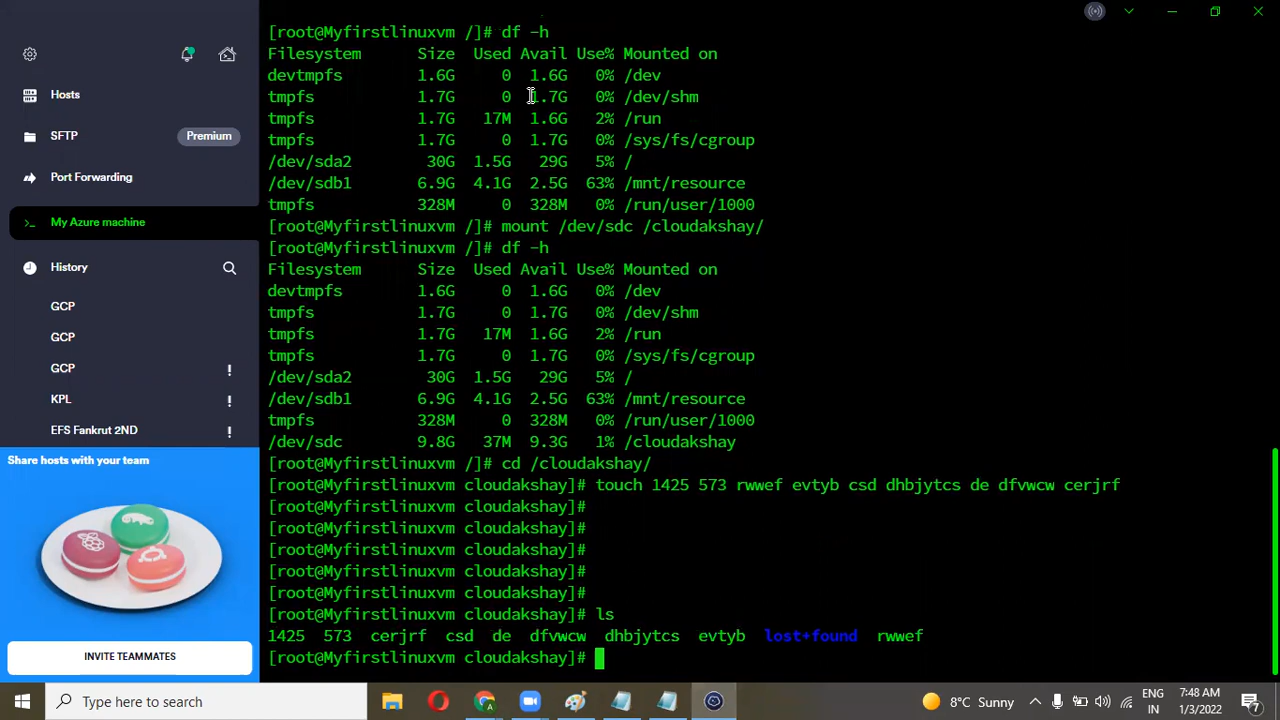 Hosts
SFTP Premium
Port Forwarding
>_ My Azure machine
History
GCP
GCP
GCP !
KPL !
EFS Fankrut 2ND !
Share hosts with your team
INVITE TEAMMATES
[root@Myfirstlinuxvm /]# df -h
Filesystem Size Used Avail Use% Mounted on
devtmpfs 1.6G 0 1.6G 0% /dev
tmpfs 1.7G 0 1.7G 0% /dev/shm
tmpfs 1.7G 17M 1.6G 2% /run
tmpfs 1.7G 0 1.7G 0% /sys/fs/cgroup
/dev/sda2 30G 1.5G 29G 5% /
/dev/sdb1 6.9G 4.1G 2.5G 63% /mnt/resource
tmpfs 328M 0 328M 0% /run/user/1000
[root@Myfirstlinuxvm /]# mount /dev/sdc /cloudakshay/
[root@Myfirstlinuxvm /]# df -h
Filesystem Size Used Avail Use% Mounted on
devtmpfs 1.6G 0 1.6G 0% /dev
tmpfs 1.7G 0 1.7G 0% /dev/shm
tmpfs 1.7G 17M 1.6G 2% /run
tmpfs 1.7G 0 1.7G 0% /sys/fs/cgroup
/dev/sda2 30G 1.5G 29G 5% /
/dev/sdb1 6.9G 4.1G 2.5G 63% /mnt/resource
tmpfs 328M 0 328M 0% /run/user/1000
/dev/sdc 9.8G 37M 9.3G 1% /cloudakshay
[root@Myfirstlinuxvm /]# cd /cloudakshay/
[root@Myfirstlinuxvm cloudakshay]# touch 1425 573 rwwef evtyb csd dhbjytcs de dfvwcw cerjrf
[root@Myfirstlinuxvm cloudakshay]#
[root@Myfirstlinuxvm cloudakshay]#
[root@Myfirstlinuxvm cloudakshay]#
[root@Myfirstlinuxvm cloudakshay]#
[root@Myfirstlinuxvm cloudakshay]#
[root@Myfirstlinuxvm cloudakshay]# ls
1425 573 cerjrf csd de dfvwcw dhbjytcs evtyb lost+found rwwef
[root@Myfirstlinuxvm cloudakshay]#
Type here to search
8°C Sunny
ENG
IN
7:48 AM
1/3/2022
7